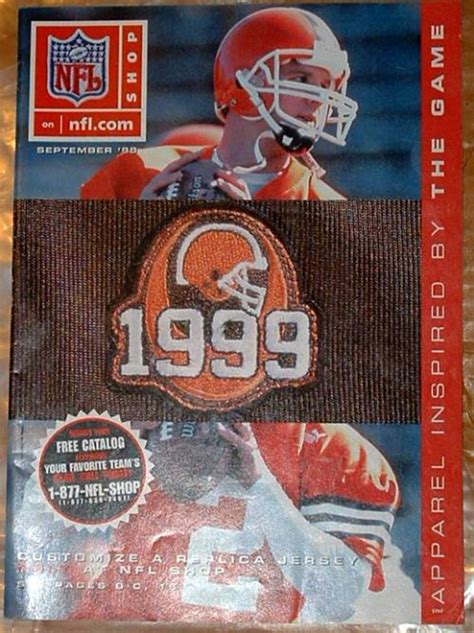 NFL
SHOP
on | nfl.com
SEPTEMBER '99
APPAREL INSPIRED BY THE GAME
1999
FREE CATALOG
YOUR FAVORITE TEAM'S
1-877-NFL-SHOP
CUSTOMIZE A REPLICA JERSEY
AT NFL SHOP
PAGES